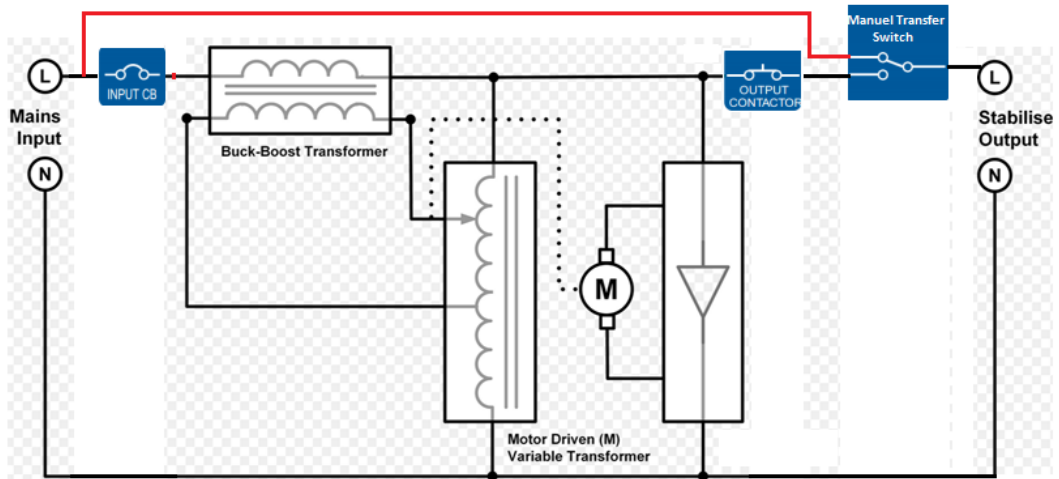 Manuel Transfer
Switch
L
INPUT CB
OUTPUT
CONTACTOR
L
Mains
Input
Buck-Boost Transformer
Stabilise
Output
N
N
M
Motor Driven (M)
Variable Transformer